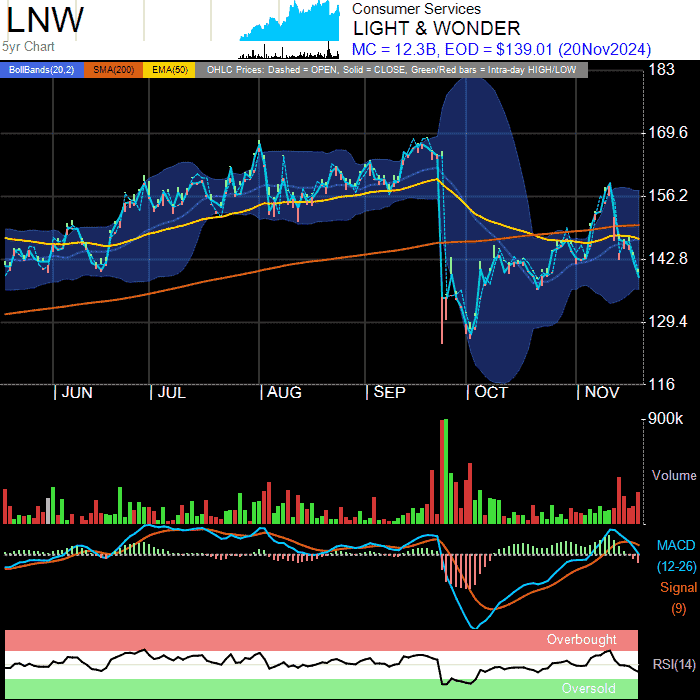 LNW
5yr Chart
Consumer Services
LIGHT & WONDER
MC = 12.3B, EOD = $139.01 (20Nov2024)
BollBands(20,2) SMA(200) EMA(50) OHLC Prices: Dashed = OPEN, Solid = CLOSE, Green/Red bars = Intra-day HIGH/LOW
183
169.6
156.2
142.8
129.4
116
JUN JUL AUG SEP OCT NOV
900k
Volume
MACD
(12-26)
Signal
(9)
Overbought
RSI(14)
Oversold